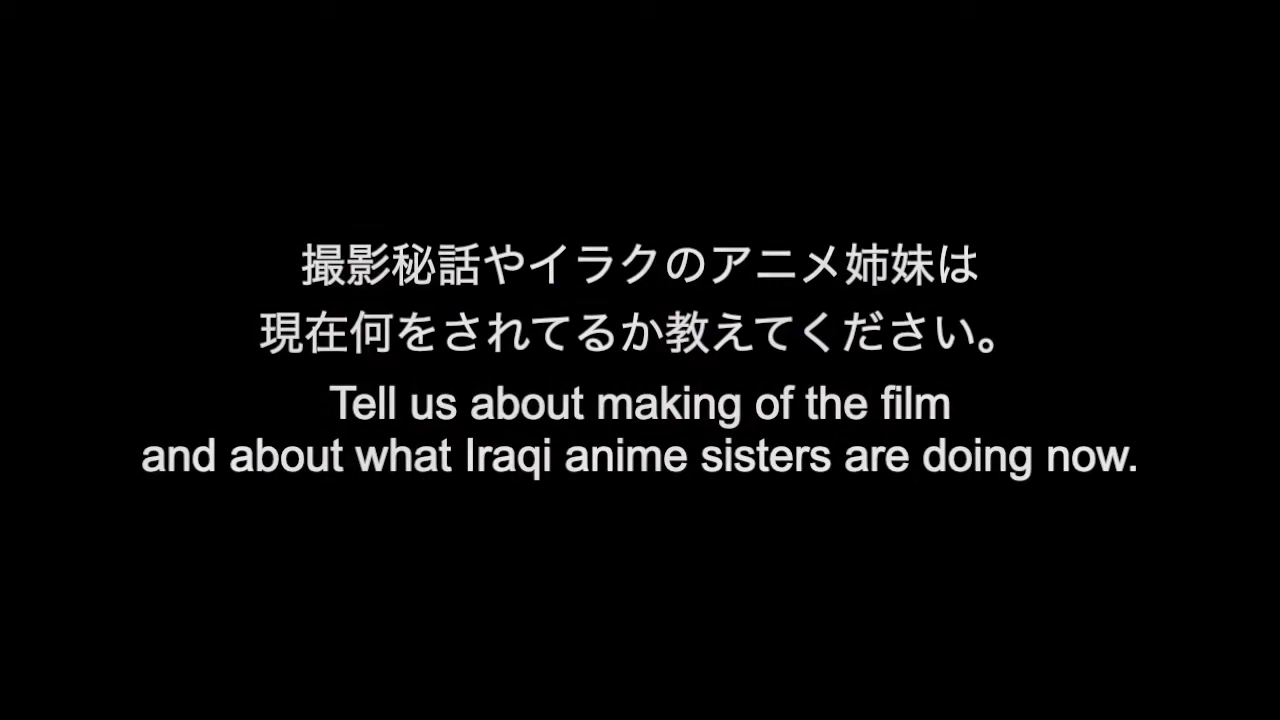 撮影秘話やイラクのアニメ姉妹は
現在何をされてるか教えてください。
Tell us about making of the film
and about what Iraqi anime sisters are doing now.